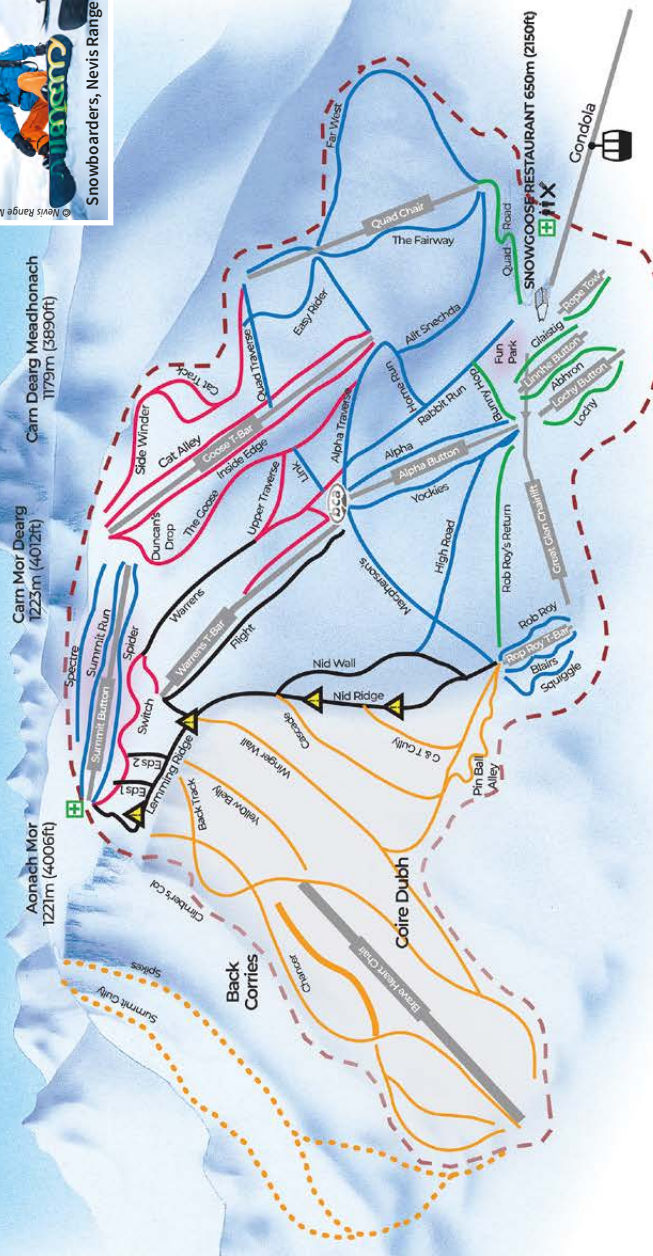 Snowboarders, Nevis Range
© Nevis Range
Aonach Mor
1221m (4006ft)
Carn Mor Dearg
1223m (4012ft)
Carn Dearg Meadhonach
1179m (3890ft)
Spikes
Summit Gully
Climber's Col
Back
Corries
Chancer
Brave Heart Chair
Coire Dubh
Back Track
Yellow Belly
Winger Wall
Cascade
C & T Gully
Pin Ball
Alley
Lemming Ridge
Eds 1
Eds 2
Switch
Spectre
Summit Button
Summit Run
Spider
Warrens
Warrens T-Bar
Flight
Nid Wall
Nid Ridge
Side Winder
Cat Track
Cat Alley
Goose T-Bar
Inside Edge
The Goose
Duncan's
Drop
Upper Traverse
Link
Quad Traverse
Easy Rider
Far West
Quad Chair
The Fairway
Allt Snechda
Alpha Traverse
Home Run
Rabbit Run
Bunny Hop
Alpha
Alpha Button
Yockies
High Road
Macpherson's
Rob Roy's Return
Great Glen Chairlift
Rob Roy
Rop Roy T-Bar
Blairs
Squiggle
Quad Road
SNOWGOOSE RESTAURANT 650m (2150ft)
Gondola
Fun
Park
Rope Tow
Claistig
Linnhe Button
Abhron
Lochy Button
Lochy